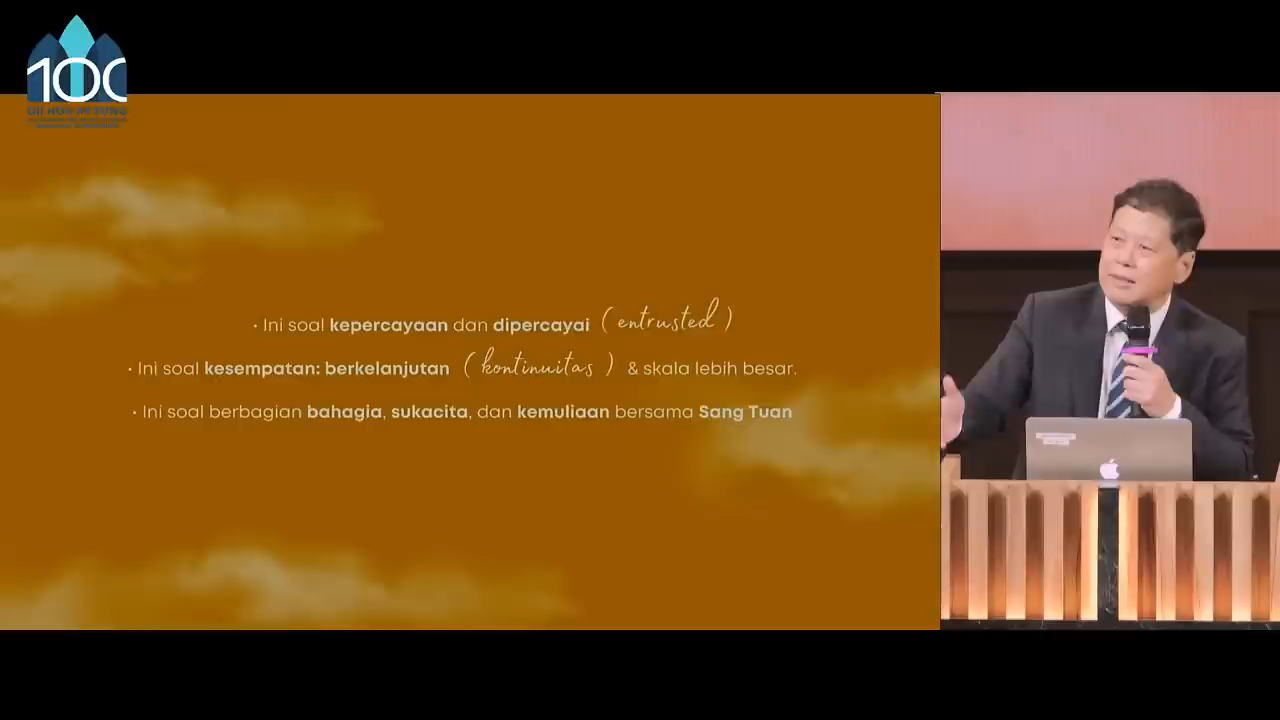 100
• Ini soal kepercayaan dan dipercayai (entrusted)
• Ini soal kesempatan: berkelanjutan (kontinuitas) & skala lebih besar.
• Ini soal berbagian bahagia, sukacita, dan kemuliaan bersama Sang Tuan